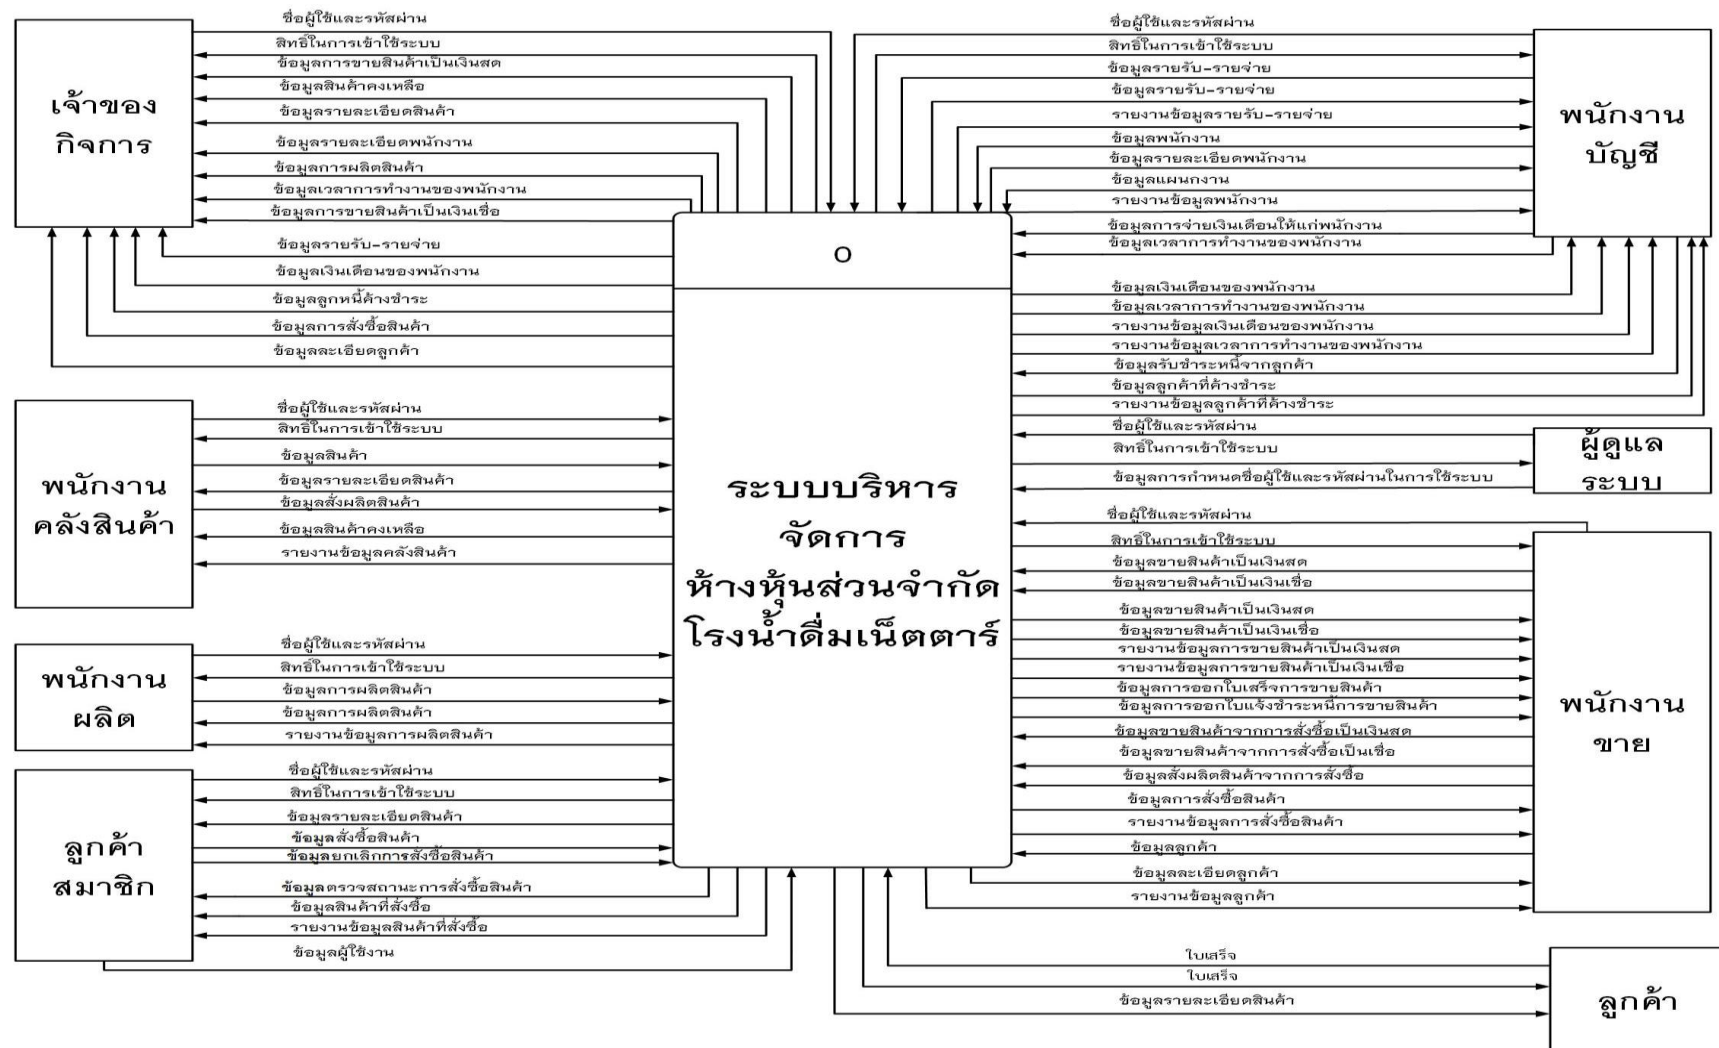 เจ้าของ
กิจการ
ชื่อผู้ใช้และรหัสผ่าน
สิทธิ์ในการเข้าใช้ระบบ
ข้อมูลการขายสินค้าเป็นเงินสด
ข้อมูลสินค้าคงเหลือ
ข้อมูลรายละเอียดสินค้า
ข้อมูลรายละเอียดพนักงาน
ข้อมูลการผลิตสินค้า
ข้อมูลเวลาการทำงานของพนักงาน
ข้อมูลการขายสินค้าเป็นเงินเชื่อ
ข้อมูลรายรับ-รายจ่าย
ข้อมูลเงินเดือนของพนักงาน
ข้อมูลลูกหนี้ค้างชำระ
ข้อมูลการสั่งซื้อสินค้า
ข้อมูลละเอียดลูกค้า
พนักงาน
คลังสินค้า
ชื่อผู้ใช้และรหัสผ่าน
สิทธิ์ในการเข้าใช้ระบบ
ข้อมูลสินค้า
ข้อมูลรายละเอียดสินค้า
ข้อมูลสั่งผลิตสินค้า
ข้อมูลสินค้าคงเหลือ
รายงานข้อมูลคลังสินค้า
พนักงาน
ผลิต
ชื่อผู้ใช้และรหัสผ่าน
สิทธิ์ในการเข้าใช้ระบบ
ข้อมูลการผลิตสินค้า
ข้อมูลการผลิตสินค้า
รายงานข้อมูลการผลิตสินค้า
ลูกค้า
สมาชิก
ชื่อผู้ใช้และรหัสผ่าน
สิทธิ์ในการเข้าใช้ระบบ
ข้อมูลรายละเอียดสินค้า
ข้อมูลสั่งซื้อสินค้า
ข้อมูลยกเลิกการสั่งซื้อสินค้า
ข้อมูลตรวจสถานะการสั่งซื้อสินค้า
ข้อมูลสินค้าที่สั่งซื้อ
รายงานข้อมูลสินค้าที่สั่งซื้อ
ข้อมูลผู้ใช้งาน
0
ระบบบริหาร
จัดการ
ห้างหุ้นส่วนจำกัด
โรงน้ำดื่มเน็ตตาร์
ชื่อผู้ใช้และรหัสผ่าน
สิทธิ์ในการเข้าใช้ระบบ
ข้อมูลรายรับ-รายจ่าย
ข้อมูลรายรับ-รายจ่าย
รายงานข้อมูลรายรับ-รายจ่าย
ข้อมูลพนักงาน
ข้อมูลรายละเอียดพนักงาน
ข้อมูลแผนกงาน
รายงานข้อมูลพนักงาน
ข้อมูลการจ่ายเงินเดือนให้แก่พนักงาน
ข้อมูลเวลาการทำงานของพนักงาน
ข้อมูลเงินเดือนของพนักงาน
ข้อมูลเวลาการทำงานของพนักงาน
รายงานข้อมูลเงินเดือนของพนักงาน
รายงานข้อมูลเวลาการทำงานของพนักงาน
ข้อมูลรับชำระหนี้จากลูกค้า
ข้อมูลลูกค้าที่ค้างชำระ
รายงานข้อมูลลูกค้าที่ค้างชำระ
พนักงาน
บัญชี
ชื่อผู้ใช้และรหัสผ่าน
สิทธิ์ในการเข้าใช้ระบบ
ข้อมูลการกำหนดชื่อผู้ใช้และรหัสผ่านในการใช้ระบบ
ผู้ดูแล
ระบบ
ชื่อผู้ใช้และรหัสผ่าน
สิทธิ์ในการเข้าใช้ระบบ
ข้อมูลขายสินค้าเป็นเงินสด
ข้อมูลขายสินค้าเป็นเงินเชื่อ
ข้อมูลขายสินค้าเป็นเงินสด
ข้อมูลขายสินค้าเป็นเงินเชื่อ
รายงานข้อมูลการขายสินค้าเป็นเงินสด
รายงานข้อมูลการขายสินค้าเป็นเงินเชื่อ
ข้อมูลการออกใบเสร็จการขายสินค้า
ข้อมูลการออกใบแจ้งชำระหนี้การขายสินค้า
ข้อมูลขายสินค้าจากการสั่งซื้อเป็นเงินสด
ข้อมูลขายสินค้าจากการสั่งซื้อเป็นเชื่อ
ข้อมูลสั่งผลิตสินค้าจากการสั่งซื้อ
ข้อมูลการสั่งซื้อสินค้า
รายงานข้อมูลการสั่งซื้อสินค้า
ข้อมูลลูกค้า
ข้อมูลละเอียดลูกค้า
รายงานข้อมูลลูกค้า
พนักงาน
ขาย
ใบเสร็จ
ใบเสร็จ
ข้อมูลรายละเอียดสินค้า
ลูกค้า